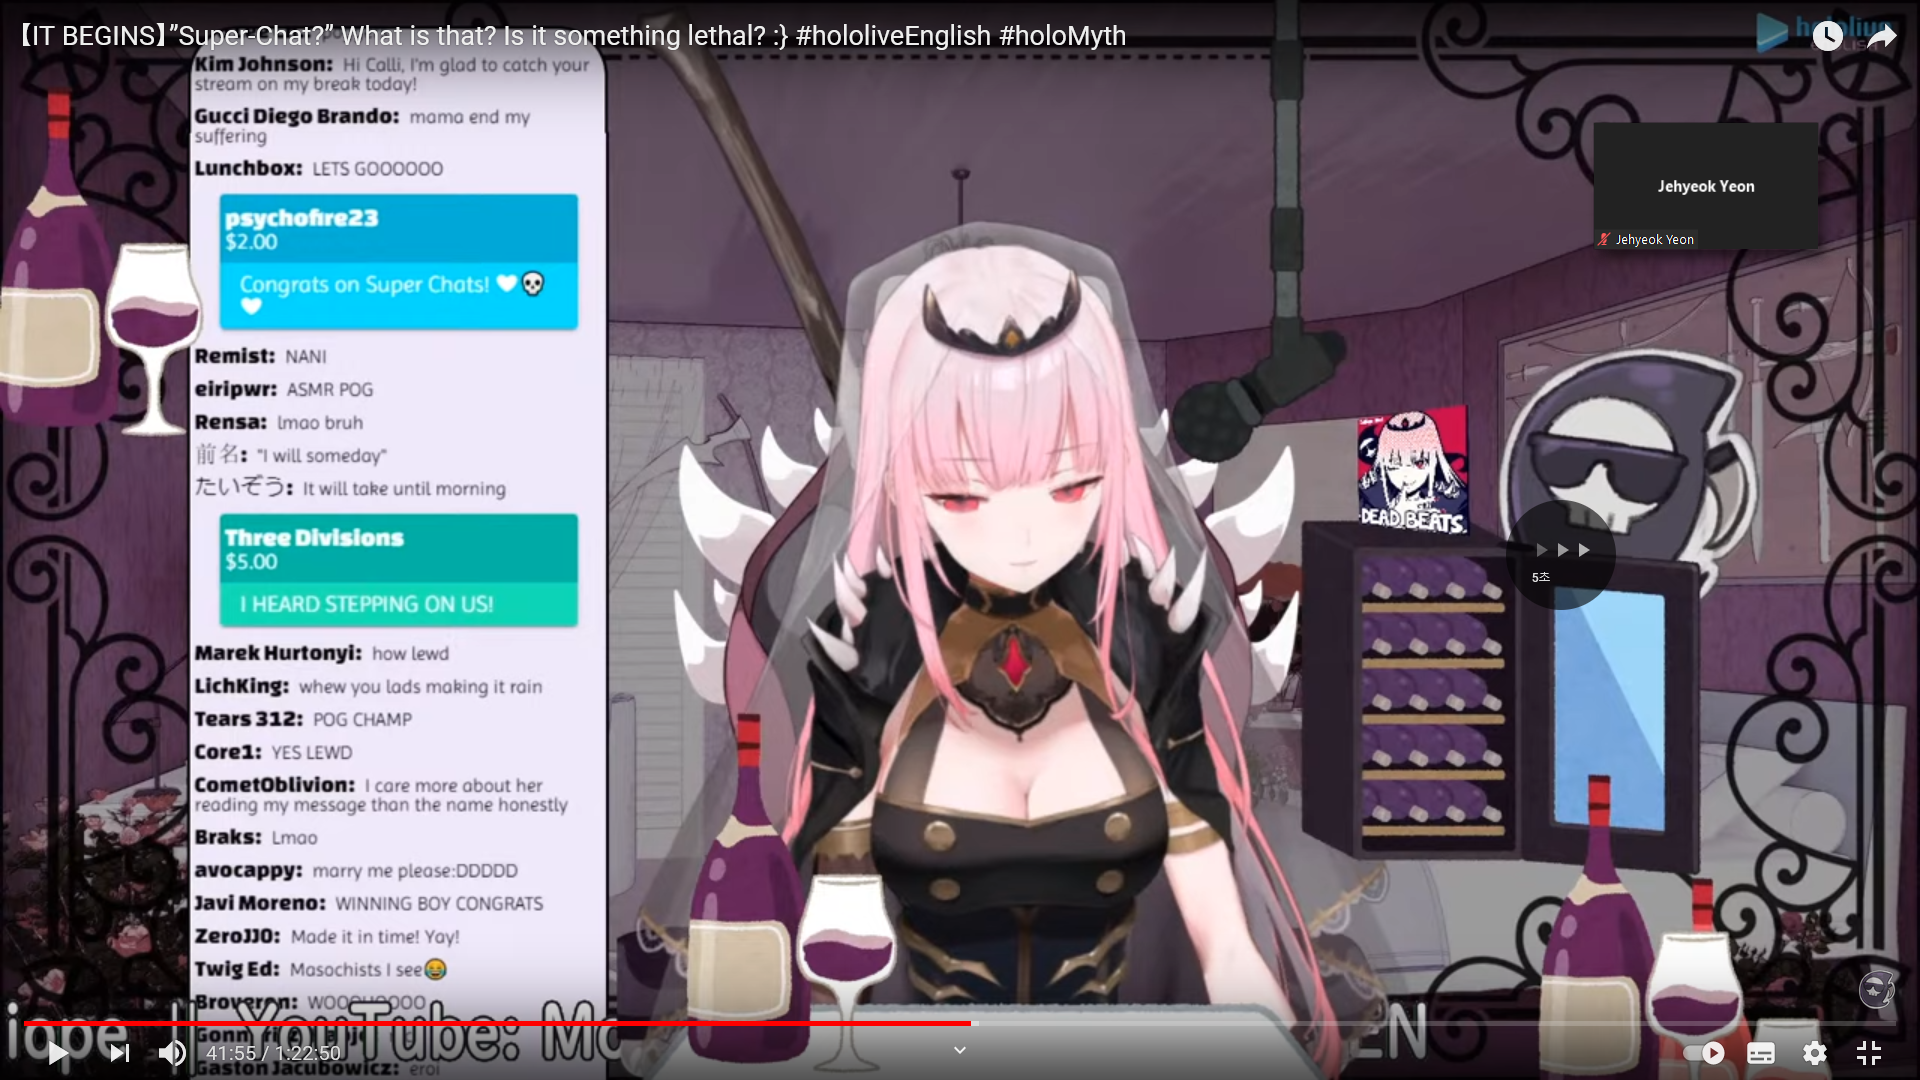 【IT BEGINS】”Super-Chat?” What is that? Is it something lethal? :} #hololiveEnglish #holoMyth
Kim Johnson: Hi Calli, I'm glad to catch your
stream on my break today!
Gucci Diego Brando: mama end my
suffering
Lunchbox: LETS GOOOOOO
psychofire23
$2.00
Congrats on Super Chats! 🤍💀
🤍
Remist: NANI
eiripwr: ASMR POG
Rensa: lmao bruh
前名: "I will someday"
たいぞう: It will take until morning
Three Divisions
$5.00
I HEARD STEPPING ON US!
Marek Hurtonyi: how lewd
LichKing: whew you lads making it rain
Tears 312: POG CHAMP
Core1: YES LEWD
CometOblivion: I care more about her
reading my message than the name honestly
Braks: Lmao
avocappy: marry me please:DDDDD
Javi Moreno: WINNING BOY CONGRATS
ZeroJJ0: Made it in time! Yay!
Twig Ed: Masochists I see😂
Broveron:
Gaston Jacubowicz: eroi
YouTube: Mo
EN
41:55 / 1:22:50
hololive
Jehyeok Yeon
Jehyeok Yeon
DEAD BEATS
5초